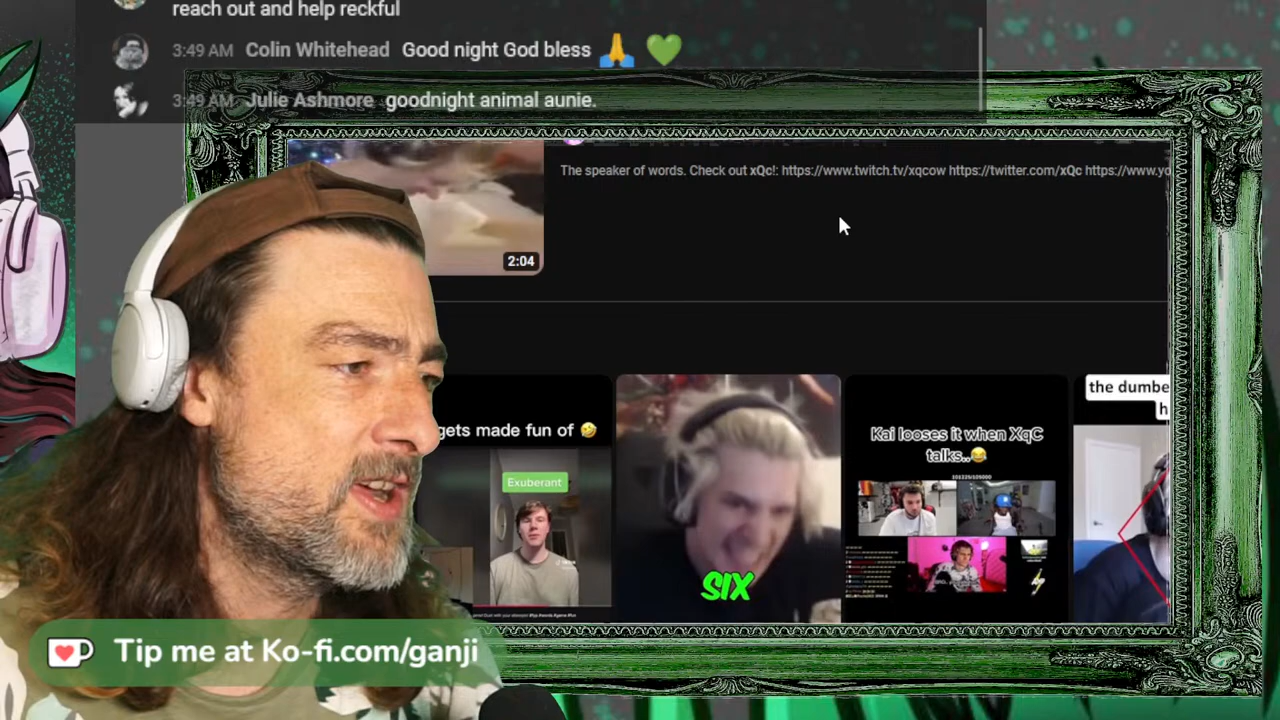 reach out and help reckful
3:49 AM Colin Whitehead Good night God bless 🙏 💚
3:49 AM Julie Ashmore goodnight animal aunie.
The speaker of words. Check out xQc!: https://www.twitch.tv/xqcow https://twitter.com/xQc https://www.yo
2:04
gets made fun of 🤣
Exuberant
SIX
Kai looses it when XqC
talks..😂
the dumbe
h
Tip me at Ko-fi.com/ganji